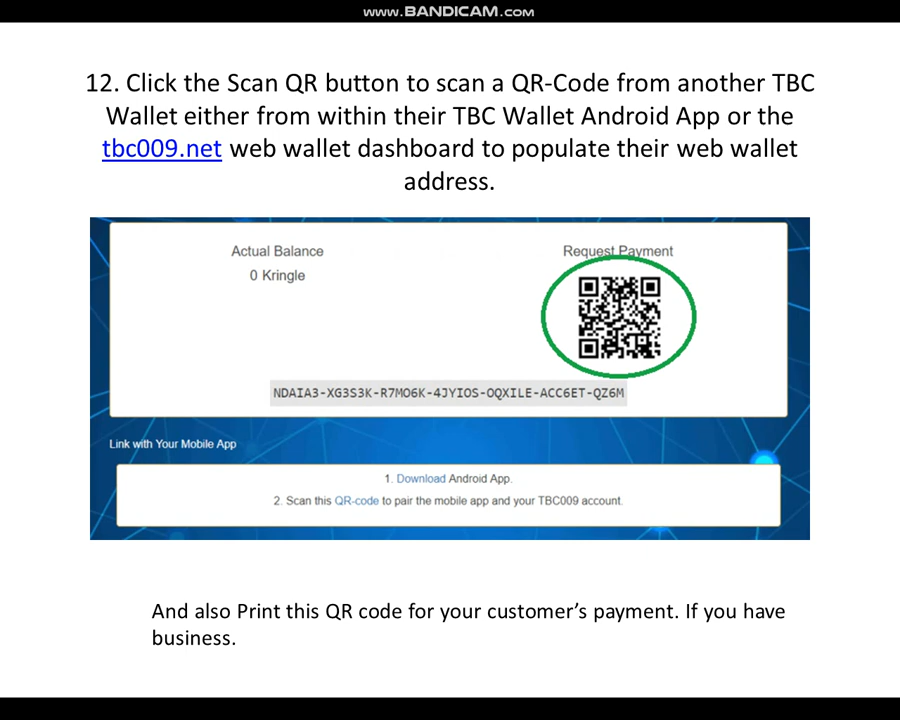 www.BANDICAM.com
12. Click the Scan QR button to scan a QR-Code from another TBC
Wallet either from within their TBC Wallet Android App or the
tbc009.net web wallet dashboard to populate their web wallet
address.
Actual Balance
0 Kringle
Request Payment
NDAIA3-XG3S3K-R7MO6K-4JYIOS-OQXILE-ACC6ET-QZ6M
Link with Your Mobile App
1. Download Android App.
2. Scan this QR-code to pair the mobile app and your TBC009 account.
And also Print this QR code for your customer’s payment. If you have
business.